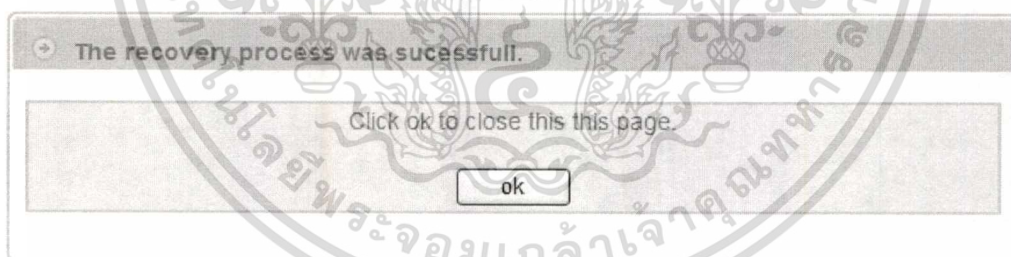 The recovery process was sucessfull.
Click ok to close this this page.
ok